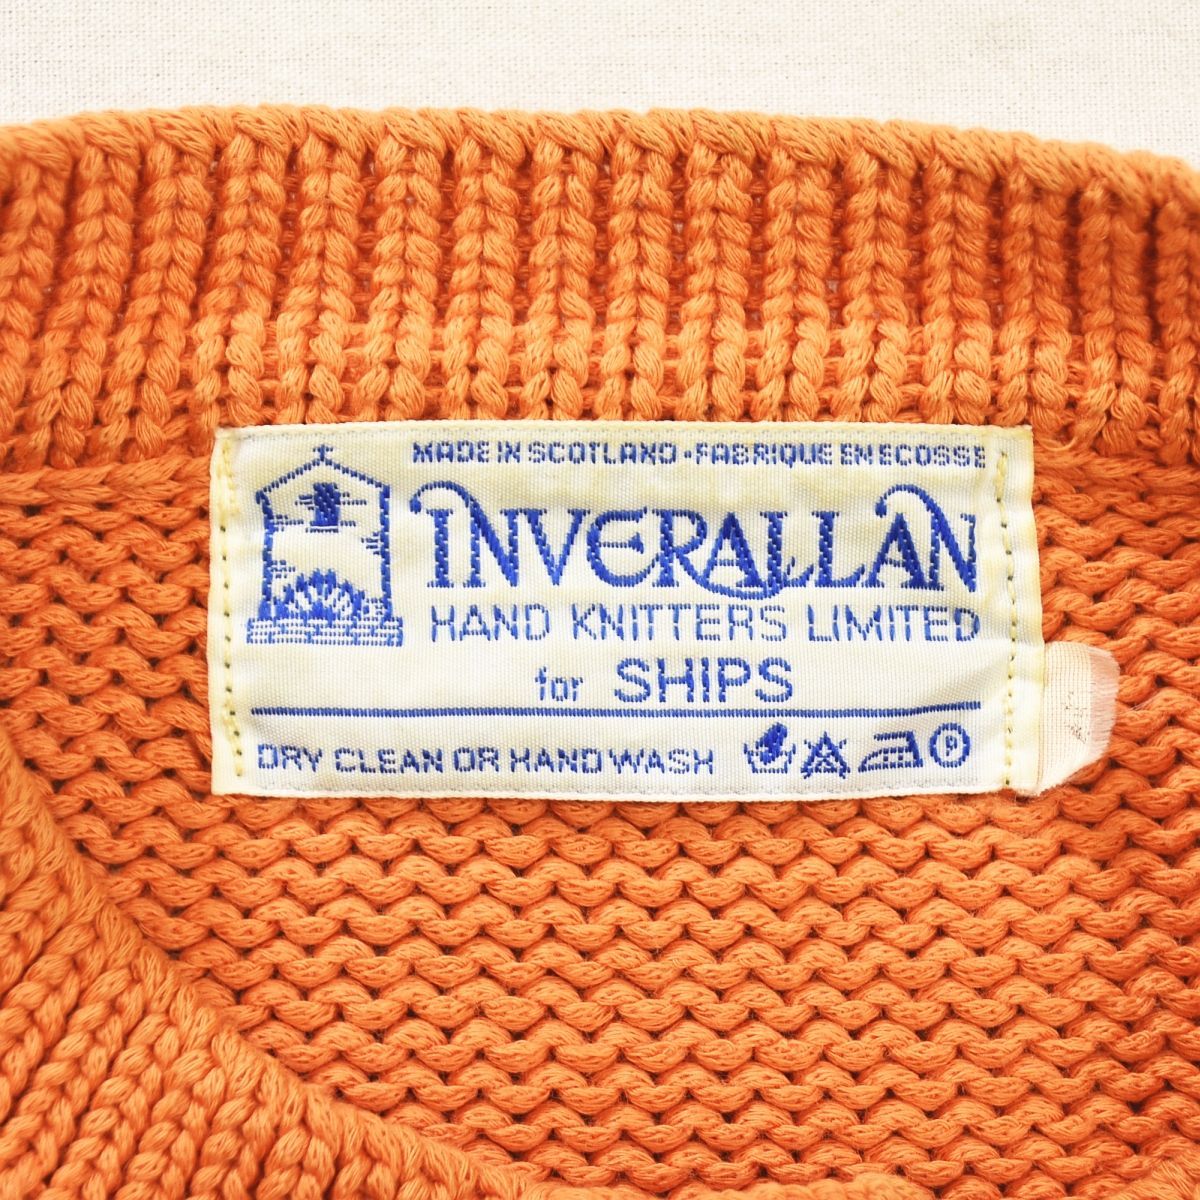 MADE IN SCOTLAND • FABRIQUE EN ECOSSE
INVERALLAN
HAND KNITTERS LIMITED
for SHIPS
DRY CLEAN OR HAND WASH P